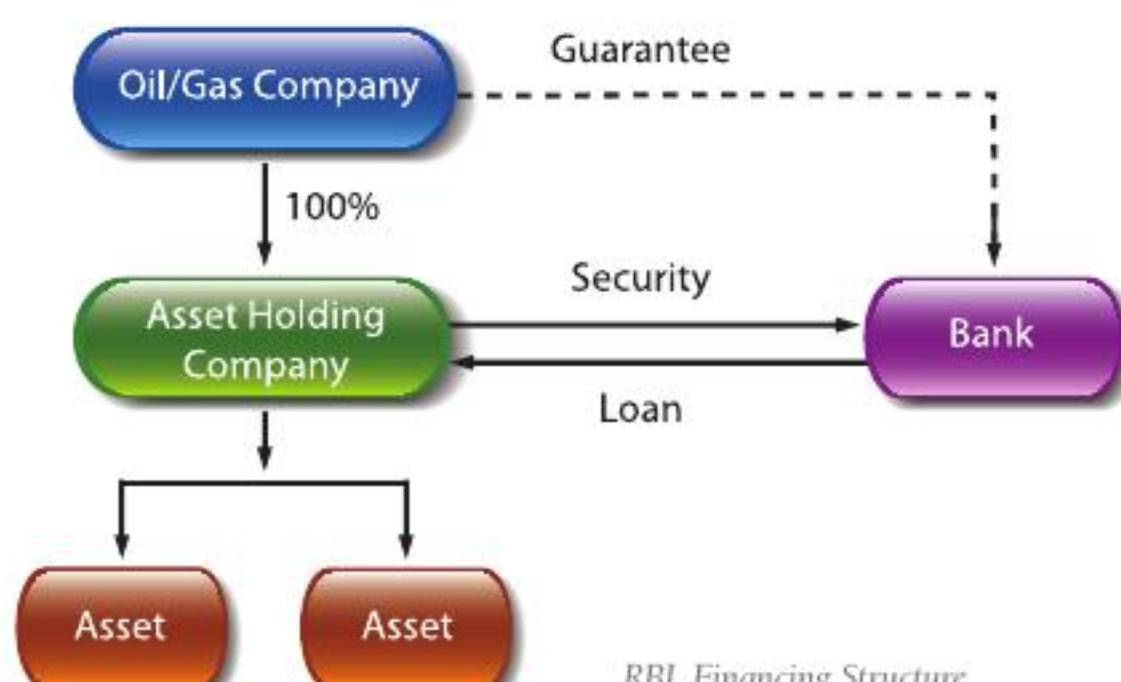 Oil/Gas Company
Guarantee
100%
Asset Holding
Company
Security
Bank
Loan
Asset
Asset
RBL Financing Structure